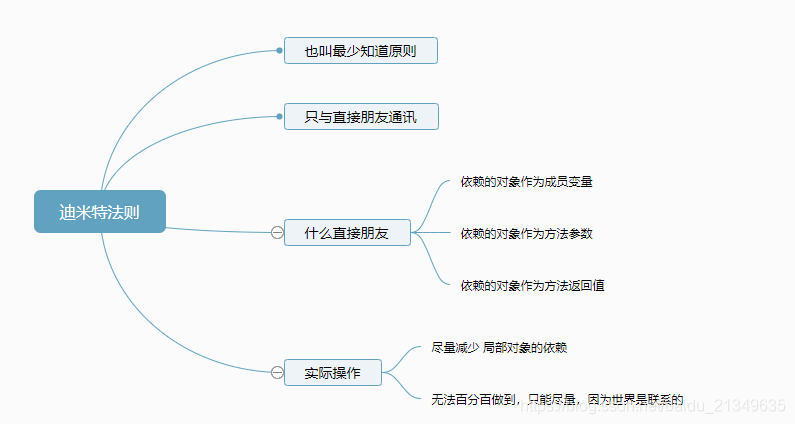 迪米特法则
也叫最少知道原则
只与直接朋友通讯
什么直接朋友
依赖的对象作为成员变量
依赖的对象作为方法参数
依赖的对象作为方法返回值
实际操作
尽量减少 局部对象的依赖
无法百分百做到，只能尽量，因为世界是联系的
https://blog.csdn.net/baidu_21349635